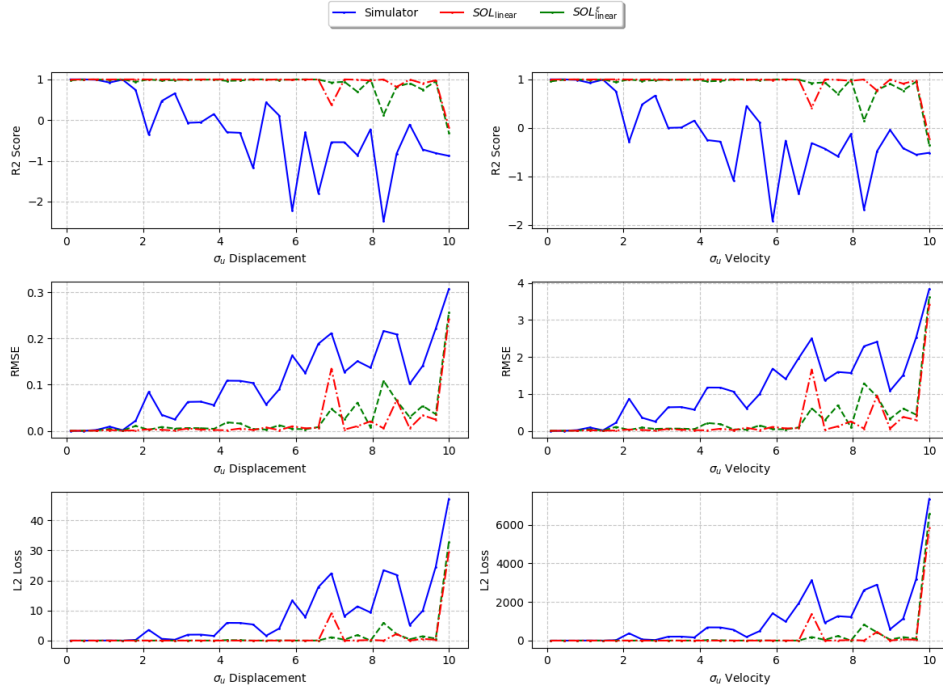 Simulator SOL_linear SOL^ξ_linear
1
0
−1
−2
R2 Score
0 2 4 6 8 10
σ_u Displacement
1
0
−1
−2
R2 Score
0 2 4 6 8 10
σ_u Velocity
0.3
0.2
0.1
0.0
RMSE
0 2 4 6 8 10
σ_u Displacement
4
3
2
1
0
RMSE
0 2 4 6 8 10
σ_u Velocity
40
30
20
10
0
L2 Loss
0 2 4 6 8 10
σ_u Displacement
6000
4000
2000
0
L2 Loss
0 2 4 6 8 10
σ_u Velocity